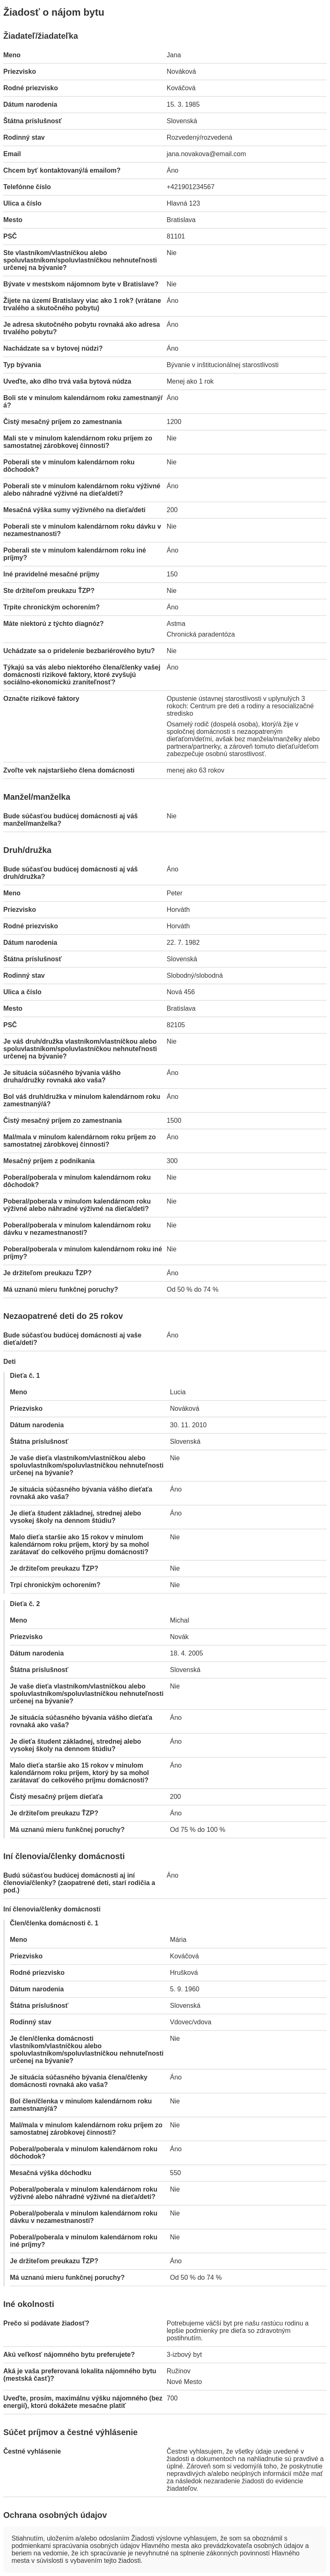 Žiadosť o nájom bytu
Žiadateľ/žiadateľka
Meno
Jana
Priezvisko
Nováková
Rodné priezvisko
Kováčová
Dátum narodenia
15. 3. 1985
Štátna príslušnosť
Slovenská
Rodinný stav
Rozvedený/rozvedená
Email
jana.novakova@email.com
Chcem byť kontaktovaný/á emailom?
Áno
Telefónne číslo
+421901234567
Ulica a číslo
Hlavná 123
Mesto
Bratislava
PSČ
81101
Ste vlastníkom/vlastníčkou alebo
spoluvlastníkom/spoluvlastníčkou nehnuteľnosti
určenej na bývanie?
Nie
Bývate v mestskom nájomnom byte v Bratislave?
Nie
Žijete na území Bratislavy viac ako 1 rok? (vrátane
trvalého a skutočného pobytu)
Áno
Je adresa skutočného pobytu rovnaká ako adresa
trvalého pobytu?
Áno
Nachádzate sa v bytovej núdzi?
Áno
Typ bývania
Bývanie v inštitucionálnej starostlivosti
Uveďte, ako dlho trvá vaša bytová núdza
Menej ako 1 rok
Boli ste v minulom kalendárnom roku zamestnaný/
á?
Áno
Čistý mesačný príjem zo zamestnania
1200
Mali ste v minulom kalendárnom roku príjem zo
samostatnej zárobkovej činnosti?
Nie
Poberali ste v minulom kalendárnom roku
dôchodok?
Nie
Poberali ste v minulom kalendárnom roku výživné
alebo náhradné výživné na dieťa/deti?
Áno
Mesačná výška sumy výživného na dieťa/deti
200
Poberali ste v minulom kalendárnom roku dávku v
nezamestnanosti?
Nie
Poberali ste v minulom kalendárnom roku iné
príjmy?
Áno
Iné pravidelné mesačné príjmy
150
Ste držiteľom preukazu ŤZP?
Nie
Trpíte chronickým ochorením?
Áno
Máte niektorú z týchto diagnóz?
Astma
Chronická paradentóza
Uchádzate sa o pridelenie bezbariérového bytu?
Nie
Týkajú sa vás alebo niektorého člena/členky vašej
domácnosti rizikové faktory, ktoré zvyšujú
sociálno-ekonomickú zraniteľnosť?
Áno
Označte rizikové faktory
Opustenie ústavnej starostlivosti v uplynulých 3
rokoch: Centrum pre deti a rodiny a resocializačné
stredisko
Osamelý rodič (dospelá osoba), ktorý/á žije v
spoločnej domácnosti s nezaopatreným
dieťaťom/deťmi, avšak bez manžela/manželky alebo
partnera/partnerky, a zároveň tomuto dieťaťu/deťom
zabezpečuje osobnú starostlivosť.
Zvoľte vek najstaršieho člena domácnosti
menej ako 63 rokov
Manžel/manželka
Bude súčasťou budúcej domácnosti aj váš
manžel/manželka?
Nie
Druh/družka
Bude súčasťou budúcej domácnosti aj váš
druh/družka?
Áno
Meno
Peter
Priezvisko
Horváth
Rodné priezvisko
Horváth
Dátum narodenia
22. 7. 1982
Štátna príslušnosť
Slovenská
Rodinný stav
Slobodný/slobodná
Ulica a číslo
Nová 456
Mesto
Bratislava
PSČ
82105
Je váš druh/družka vlastníkom/vlastníčkou alebo
spoluvlastníkom/spoluvlastníčkou nehnuteľnosti
určenej na bývanie?
Nie
Je situácia súčasného bývania vášho
druha/družky rovnaká ako vaša?
Áno
Bol váš druh/družka v minulom kalendárnom roku
zamestnaný/á?
Áno
Čistý mesačný príjem zo zamestnania
1500
Mal/mala v minulom kalendárnom roku príjem zo
samostatnej zárobkovej činnosti?
Áno
Mesačný príjem z podnikania
300
Poberal/poberala v minulom kalendárnom roku
dôchodok?
Nie
Poberal/poberala v minulom kalendárnom roku
výživné alebo náhradné výživné na dieťa/deti?
Nie
Poberal/poberala v minulom kalendárnom roku
dávku v nezamestnanosti?
Nie
Poberal/poberala v minulom kalendárnom roku iné
príjmy?
Nie
Je držiteľom preukazu ŤZP?
Áno
Má uznanú mieru funkčnej poruchy?
Od 50 % do 74 %
Nezaopatrené deti do 25 rokov
Bude súčasťou budúcej domácnosti aj vaše
dieťa/deti?
Áno
Deti
Dieťa č. 1
Meno
Lucia
Priezvisko
Nováková
Dátum narodenia
30. 11. 2010
Štátna príslušnosť
Slovenská
Je vaše dieťa vlastníkom/vlastníčkou alebo
spoluvlastníkom/spoluvlastníčkou nehnuteľnosti
určenej na bývanie?
Nie
Je situácia súčasného bývania vášho dieťaťa
rovnaká ako vaša?
Áno
Je dieťa študent základnej, strednej alebo
vysokej školy na dennom štúdiu?
Áno
Malo dieťa staršie ako 15 rokov v minulom
kalendárnom roku príjem, ktorý by sa mohol
zarátavať do celkového príjmu domácnosti?
Nie
Je držiteľom preukazu ŤZP?
Nie
Trpí chronickým ochorením?
Nie
Dieťa č. 2
Meno
Michal
Priezvisko
Novák
Dátum narodenia
18. 4. 2005
Štátna príslušnosť
Slovenská
Je vaše dieťa vlastníkom/vlastníčkou alebo
spoluvlastníkom/spoluvlastníčkou nehnuteľnosti
určenej na bývanie?
Nie
Je situácia súčasného bývania vášho dieťaťa
rovnaká ako vaša?
Áno
Je dieťa študent základnej, strednej alebo
vysokej školy na dennom štúdiu?
Áno
Malo dieťa staršie ako 15 rokov v minulom
kalendárnom roku príjem, ktorý by sa mohol
zarátavať do celkového príjmu domácnosti?
Áno
Čistý mesačný príjem dieťaťa
200
Je držiteľom preukazu ŤZP?
Áno
Má uznanú mieru funkčnej poruchy?
Od 75 % do 100 %
Iní členovia/členky domácnosti
Budú súčasťou budúcej domácnosti aj iní
členovia/členky? (zaopatrené deti, starí rodičia a
pod.)
Áno
Iní členovia/členky domácnosti
Člen/členka domácnosti č. 1
Meno
Mária
Priezvisko
Kováčová
Rodné priezvisko
Hrušková
Dátum narodenia
5. 9. 1960
Štátna príslušnosť
Slovenská
Rodinný stav
Vdovec/vdova
Je člen/členka domácnosti
vlastníkom/vlastníčkou alebo
spoluvlastníkom/spoluvlastníčkou nehnuteľnosti
určenej na bývanie?
Nie
Je situácia súčasného bývania člena/členky
domácnosti rovnaká ako vaša?
Áno
Bol člen/členka v minulom kalendárnom roku
zamestnaný/á?
Nie
Mal/mala v minulom kalendárnom roku príjem zo
samostatnej zárobkovej činnosti?
Nie
Poberal/poberala v minulom kalendárnom roku
dôchodok?
Áno
Mesačná výška dôchodku
550
Poberal/poberala v minulom kalendárnom roku
výživné alebo náhradné výživné na dieťa/deti?
Nie
Poberal/poberala v minulom kalendárnom roku
dávku v nezamestnanosti?
Nie
Poberal/poberala v minulom kalendárnom roku
iné príjmy?
Nie
Je držiteľom preukazu ŤZP?
Áno
Má uznanú mieru funkčnej poruchy?
Od 50 % do 74 %
Iné okolnosti
Prečo si podávate žiadosť?
Potrebujeme väčší byt pre našu rastúcu rodinu a
lepšie podmienky pre dieťa so zdravotným
postihnutím.
Akú veľkosť nájomného bytu preferujete?
3-izbový byt
Aká je vaša preferovaná lokalita nájomného bytu
(mestská časť)?
Ružinov
Nové Mesto
Uveďte, prosím, maximálnu výšku nájomného (bez
energií), ktorú dokážete mesačne platiť
700
Súčet príjmov a čestné výhlásenie
Čestné vyhlásenie
Čestne vyhlasujem, že všetky údaje uvedené v
žiadosti a dokumentoch na nahliadnutie sú pravdivé a
úplné. Zároveň som si vedomý/á toho, že poskytnutie
nepravdivých a/alebo neúplných informácií môže mať
za následok nezaradenie žiadosti do evidencie
žiadateľov.
Ochrana osobných údajov
Stiahnutím, uložením a/alebo odoslaním Žiadosti výslovne vyhlasujem, že som sa oboznámil s
podmienkami spracúvania osobných údajov Hlavného mesta ako prevádzkovateľa osobných údajov a
beriem na vedomie, že ich spracúvanie je nevyhnutné na splnenie zákonných povinností Hlavného
mesta v súvislosti s vybavením tejto žiadosti.